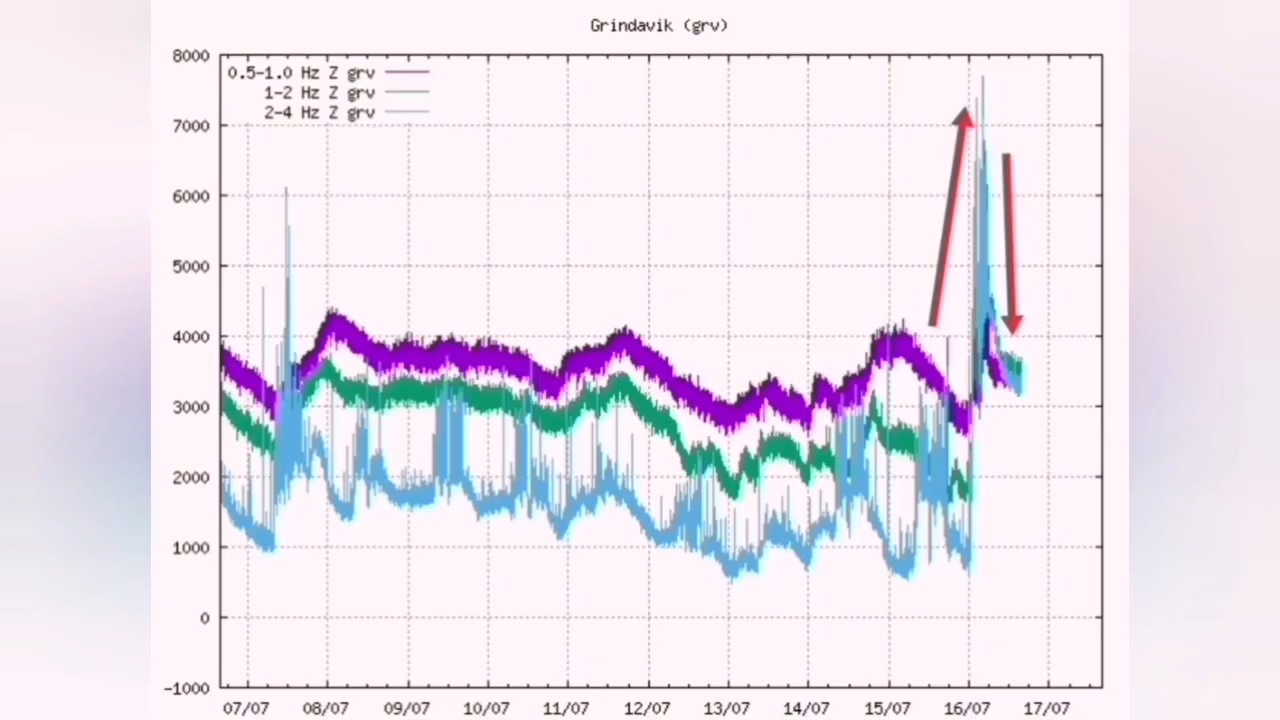 Grindavik (grv)
8000
7000
6000
5000
4000
3000
2000
1000
0
-1000
0.5-1.0 Hz Z grv
1-2 Hz Z grv
2-4 Hz Z grv
07/07 08/07 09/07 10/07 11/07 12/07 13/07 14/07 15/07 16/07 17/07